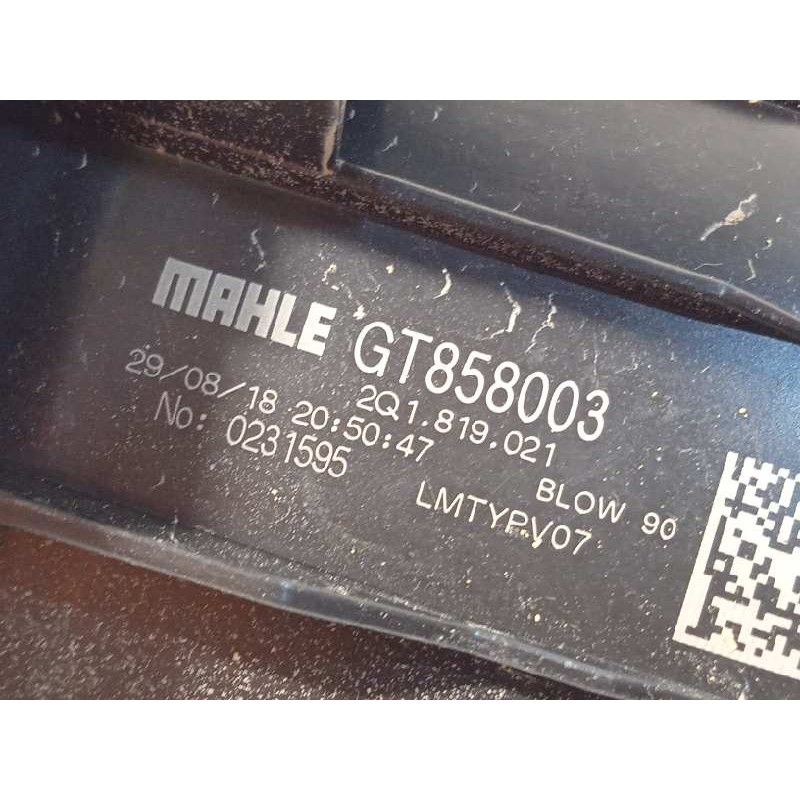 MAHLE GT858003
29/08/18 20:50:47 2Q1.819.021
No: 0231595 BLOW 90
LMTYPV07